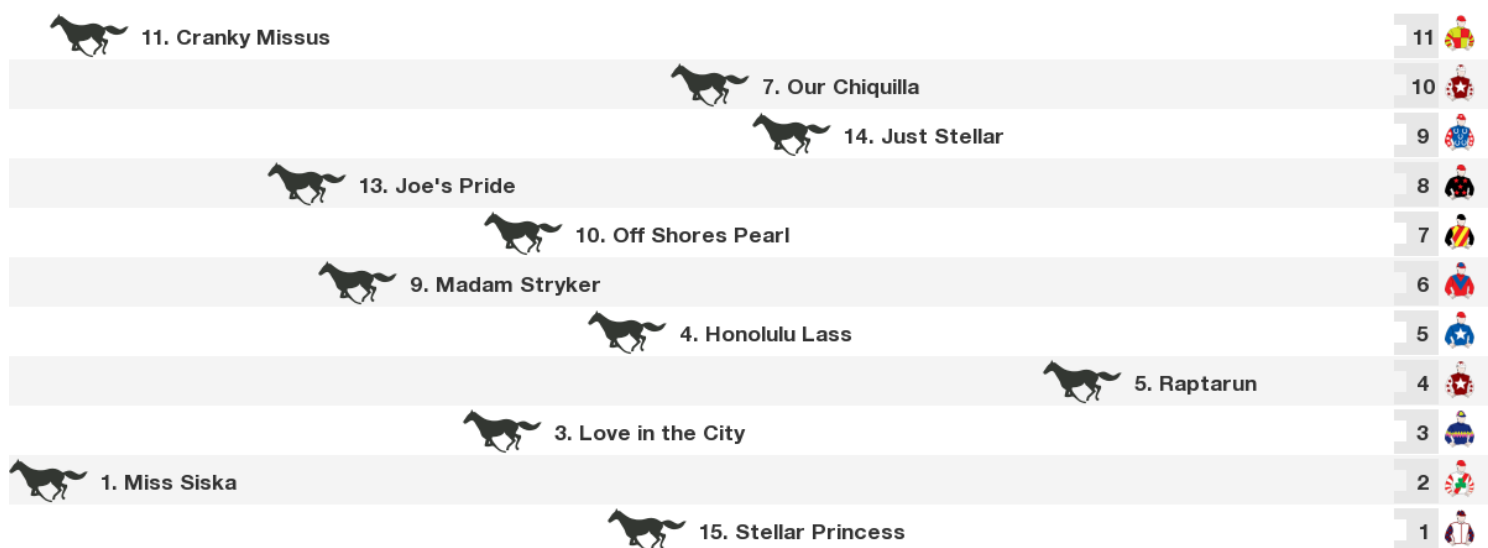 11. Cranky Missus 11
7. Our Chiquilla 10
14. Just Stellar 9
13. Joe's Pride 8
10. Off Shores Pearl 7
9. Madam Stryker 6
4. Honolulu Lass 5
5. Raptarun 4
3. Love in the City 3
1. Miss Siska 2
15. Stellar Princess 1